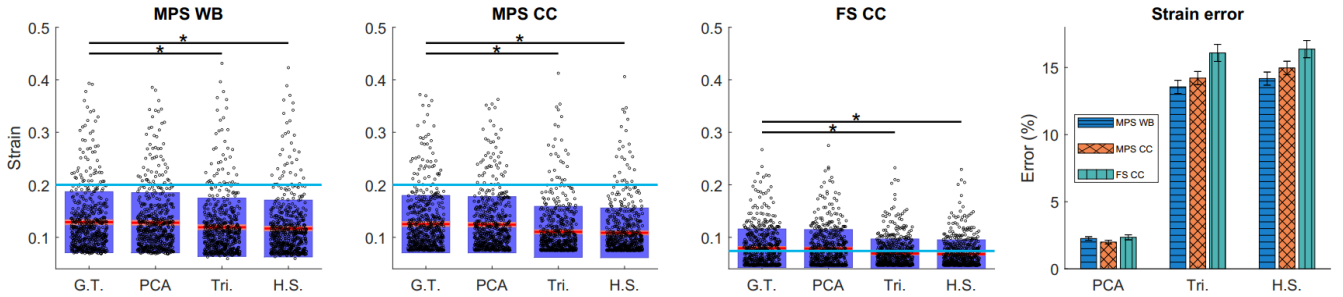 MPS WB
Strain
0.5
0.4
0.3
0.2
0.1
*
*
G.T. PCA Tri. H.S.
MPS CC
0.5
0.4
0.3
0.2
0.1
*
*
G.T. PCA Tri. H.S.
FS CC
0.5
0.4
0.3
0.2
0.1
*
*
G.T. PCA Tri. H.S.
Strain error
Error (%)
15
10
5
0
MPS WB
MPS CC
FS CC
PCA Tri. H.S.